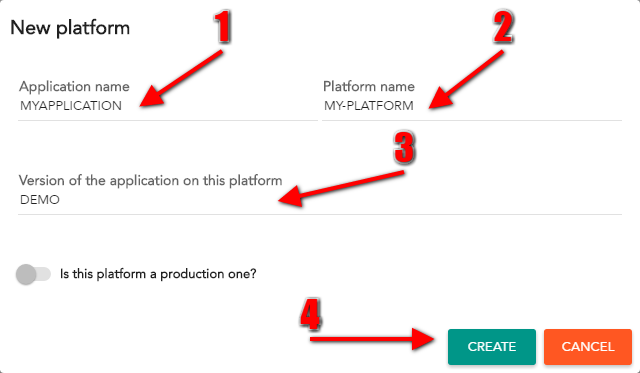 New platform
1
2
Application name
Platform name
MYAPPLICATION
MY-PLATFORM
3
Version of the application on this platform
DEMO
Is this platform a production one?
4
CREATE
CANCEL